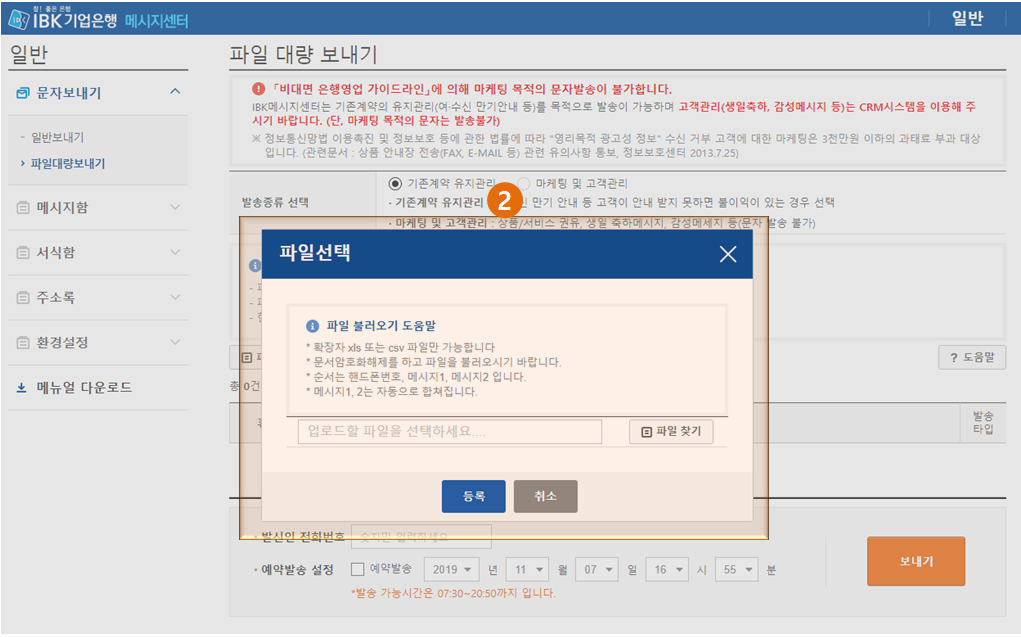 참! 좋은 은행
IBK기업은행 메시지센터
일반
일반
문자보내기
- 일반보내기
› 파일대량보내기
메시지함
서식함
주소록
환경설정
메뉴얼 다운로드
파일 대량 보내기
「비대면 은행영업 가이드라인」에 의해 마케팅 목적의 문자발송이 불가합니다.
IBK메시지센터는 기존계약의 유지관리(여·수신 만기안내 등)를 목적으로 발송이 가능하며 고객관리(생일축하, 감성메시지 등)는 CRM시스템을 이용해 주
시기 바랍니다. (단, 마케팅 목적의 문자는 발송불가)
※ 정보통신망법 이용촉진 및 정보보호 등에 관한 법률에 따라 "영리목적 광고성 정보" 수신 거부 고객에 대한 마케팅은 3천만원 이하의 과태료 부과 대상
입니다. (관련문서 : 상품 안내장 전송(FAX, E-MAIL 등) 관련 유의사항 통보, 정보보호센터 2013.7.25)
발송종류 선택
기존계약 유지관리 마케팅 및 고객관리
· 기존계약 유지관리 만기 안내 등 고객이 안내 받지 못하면 불이익이 있는 경우 선택
· 마케팅 및 고객관리 : 상품/서비스 권유, 생일 축하메시지, 감성메세지 등(문자 발송 불가)
2
파일선택
파일 불러오기 도움말
* 확장자 xls 또는 csv 파일만 가능합니다
* 문서암호화해제를 하고 파일을 불러오시기 바랍니다.
* 순서는 핸드폰번호, 메시지1, 메시지2 입니다.
* 메시지1, 2는 자동으로 합쳐집니다.
업로드할 파일을 선택하세요....
파일 찾기
등록
취소
? 도움말
총 0건
발송
타입
· 발신인 전화번호 숫자만 입력하세요
· 예약발송 설정 예약발송 2019 년 11 월 07 일 16 시 55 분
*발송 가능시간은 07:30~20:50까지 입니다.
보내기